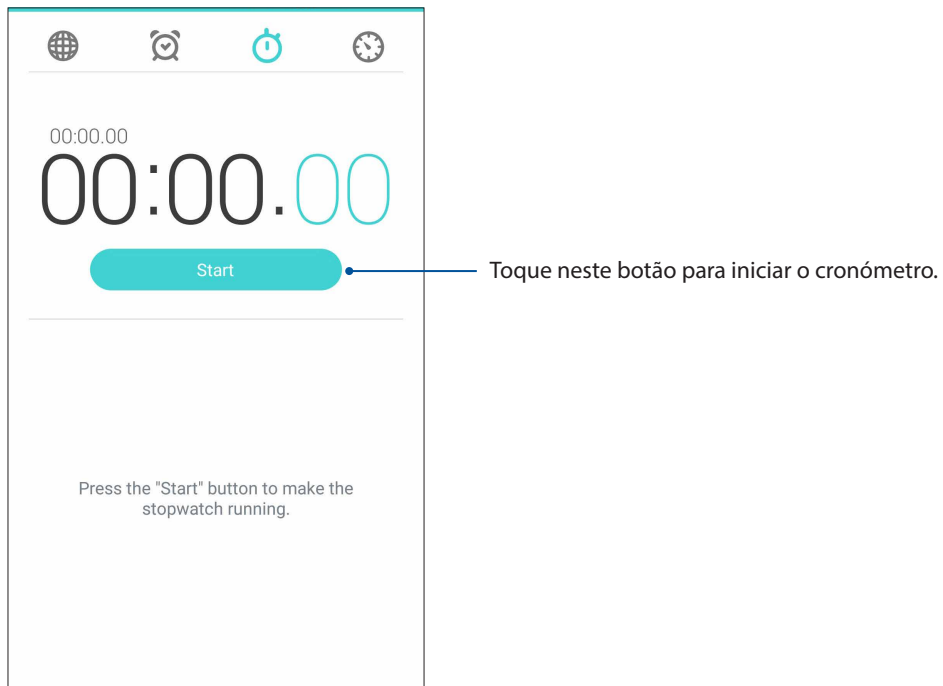 00:00.00
00:00.00
Start
Toque neste botão para iniciar o cronómetro.
Press the "Start" button to make the
stopwatch running.